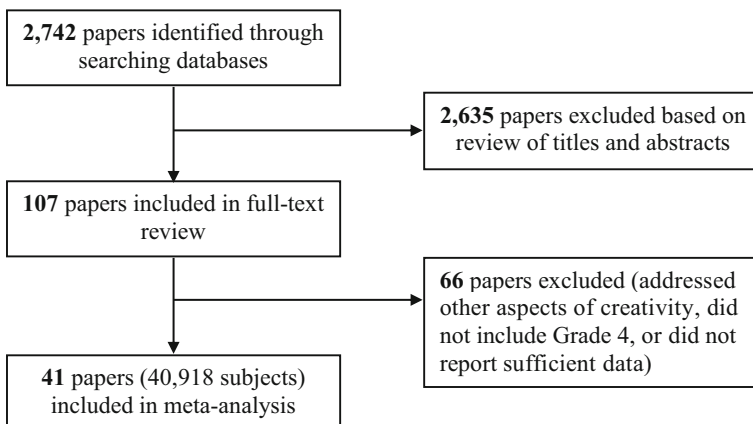 2,742 papers identified through
searching databases
2,635 papers excluded based on
review of titles and abstracts
107 papers included in full-text
review
66 papers excluded (addressed
other aspects of creativity, did
not include Grade 4, or did not
report sufficient data)
41 papers (40,918 subjects)
included in meta-analysis